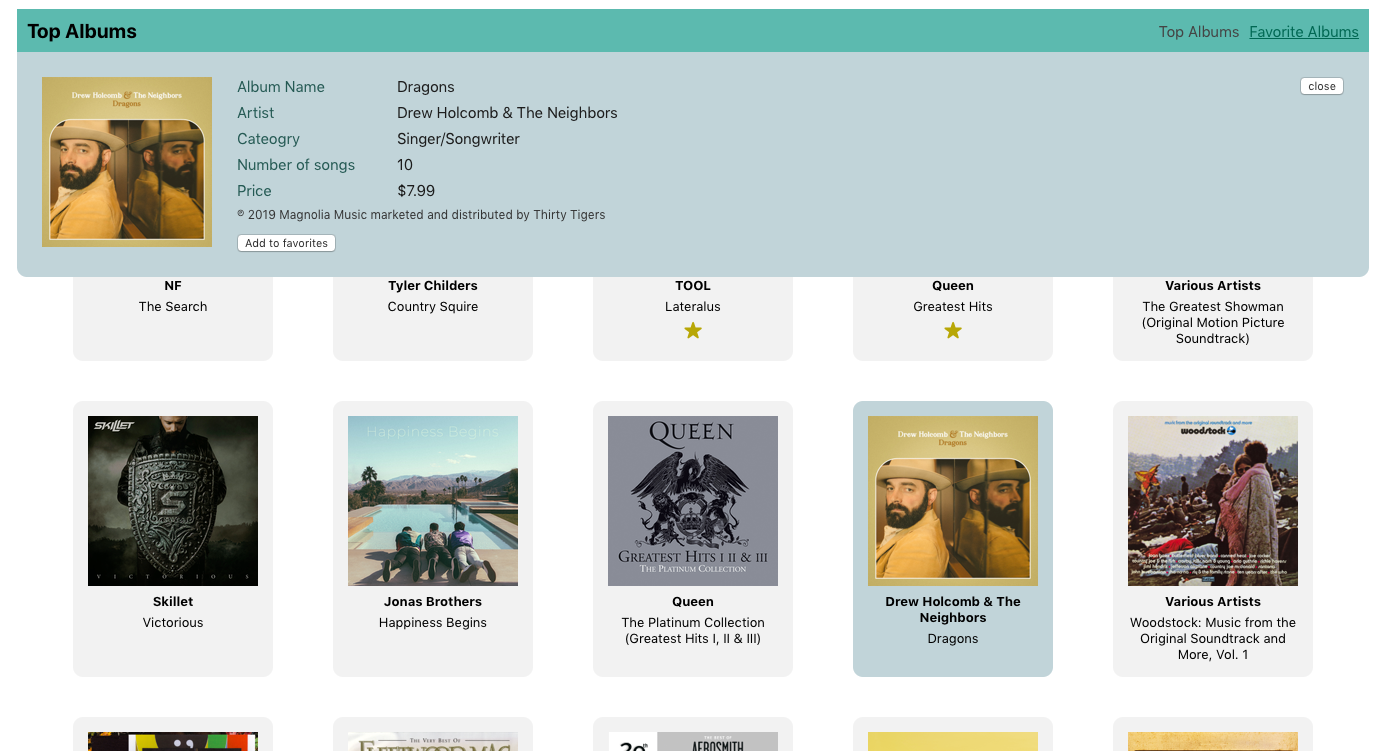 Top Albums
Top Albums Favorite Albums
Drew Holcomb & The Neighbors
Dragons
Album Name Dragons
close
Artist Drew Holcomb & The Neighbors
Cateogry Singer/Songwriter
Number of songs 10
Price $7.99
℗ 2019 Magnolia Music marketed and distributed by Thirty Tigers
Add to favorites
NF
The Search
Tyler Childers
Country Squire
TOOL
Lateralus
Queen
Greatest Hits
Various Artists
The Greatest Showman
(Original Motion Picture
Soundtrack)
SKILLET
VICTORIOUS
Skillet
Victorious
Happiness Begins
Jonas Brothers
Happiness Begins
QUEEN
GREATEST HITS I II & III
THE PLATINUM COLLECTION
Queen
The Platinum Collection
(Greatest Hits I, II & III)
Drew Holcomb & The Neighbors
Dragons
Drew Holcomb & The
Neighbors
Dragons
music from the original soundtrack and more
woodstock
Various Artists
Woodstock: Music from the
Original Soundtrack and
More, Vol. 1
THE VERY BEST OF
FLEETWOOD MAC
20th
THE BEST OF
AEROSMITH